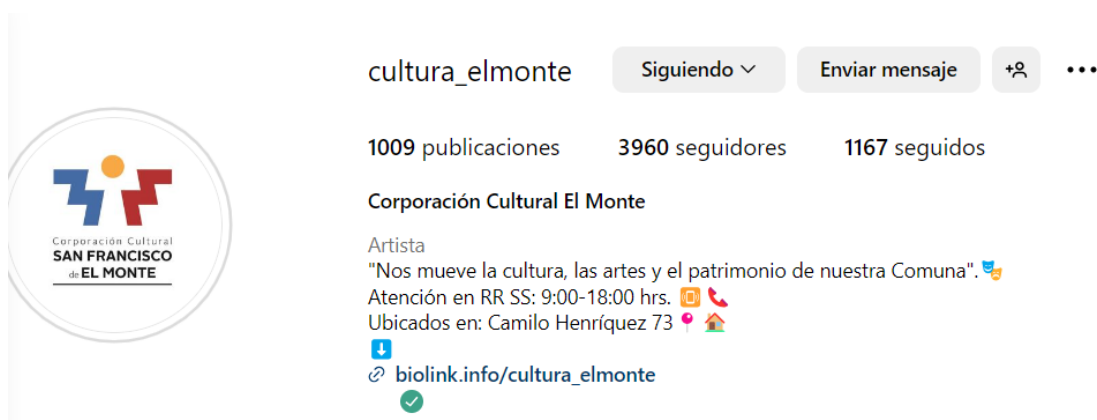 cultura_elmonte Siguiendo Enviar mensaje
1009 publicaciones 3960 seguidores 1167 seguidos
Corporación Cultural El Monte
Artista
"Nos mueve la cultura, las artes y el patrimonio de nuestra Comuna".🎭
Atención en RR SS: 9:00-18:00 hrs. 📳 📞
Ubicados en: Camilo Henríquez 73 📍 🏠
⬇️
biolink.info/cultura_elmonte
Corporación Cultural
SAN FRANCISCO
de EL MONTE